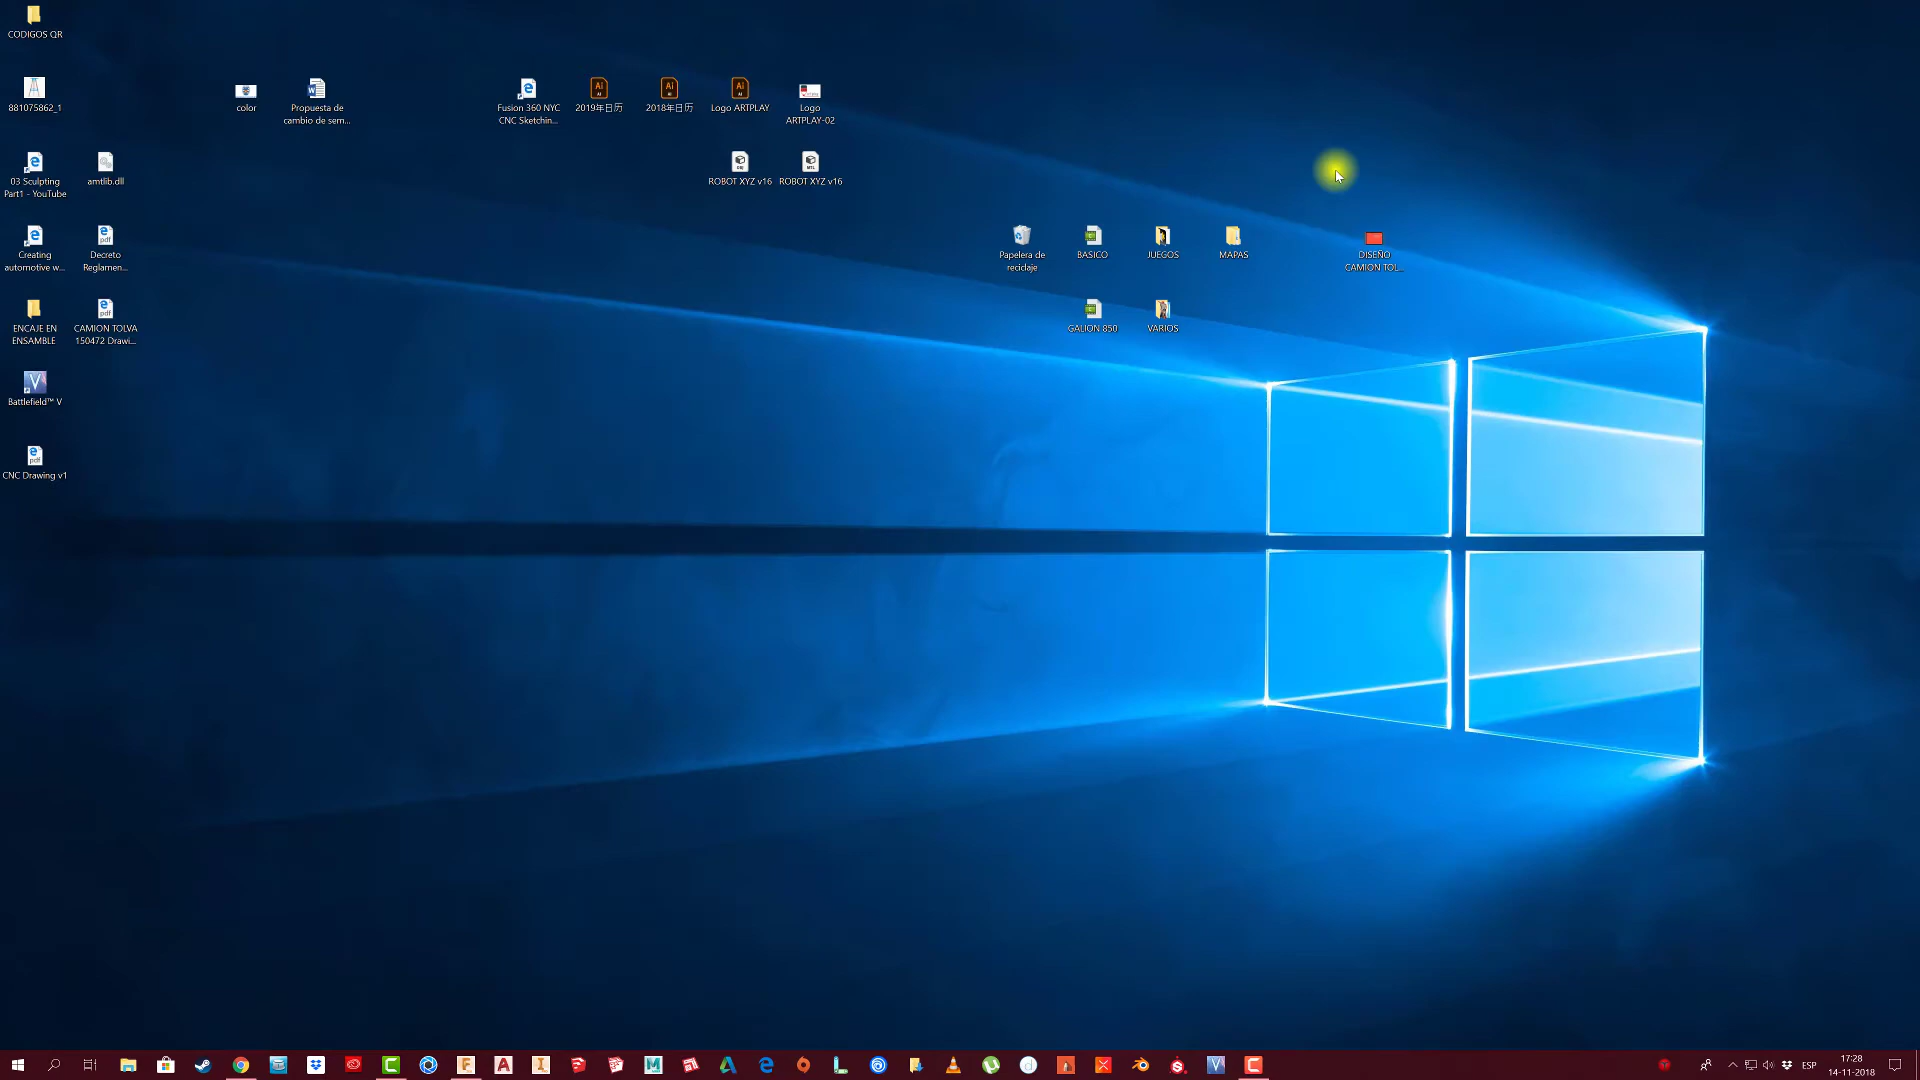 CODIGOS QR
881075862_1
color
Propuesta de
cambio de sem...
Fusion 360 NYC
CNC Sketchin...
2019年日历
2018年日历
Logo ARTPLAY
Logo
ARTPLAY-02
03 Sculpting
Part1 - YouTube
amtlib.dll
ROBOT XYZ v16
ROBOT XYZ v16
Creating
automotive w...
Decreto
Reglamen...
Papelera de
reciclaje
BASICO
JUEGOS
MAPAS
DISEÑO
CAMION TOL...
ENCAJE EN
ENSAMBLE
CAMION TOLVA
150472 Drawi...
GALION 850
VARIOS
Battlefield™ V
CNC Drawing v1
ESP
17:28
14-11-2018